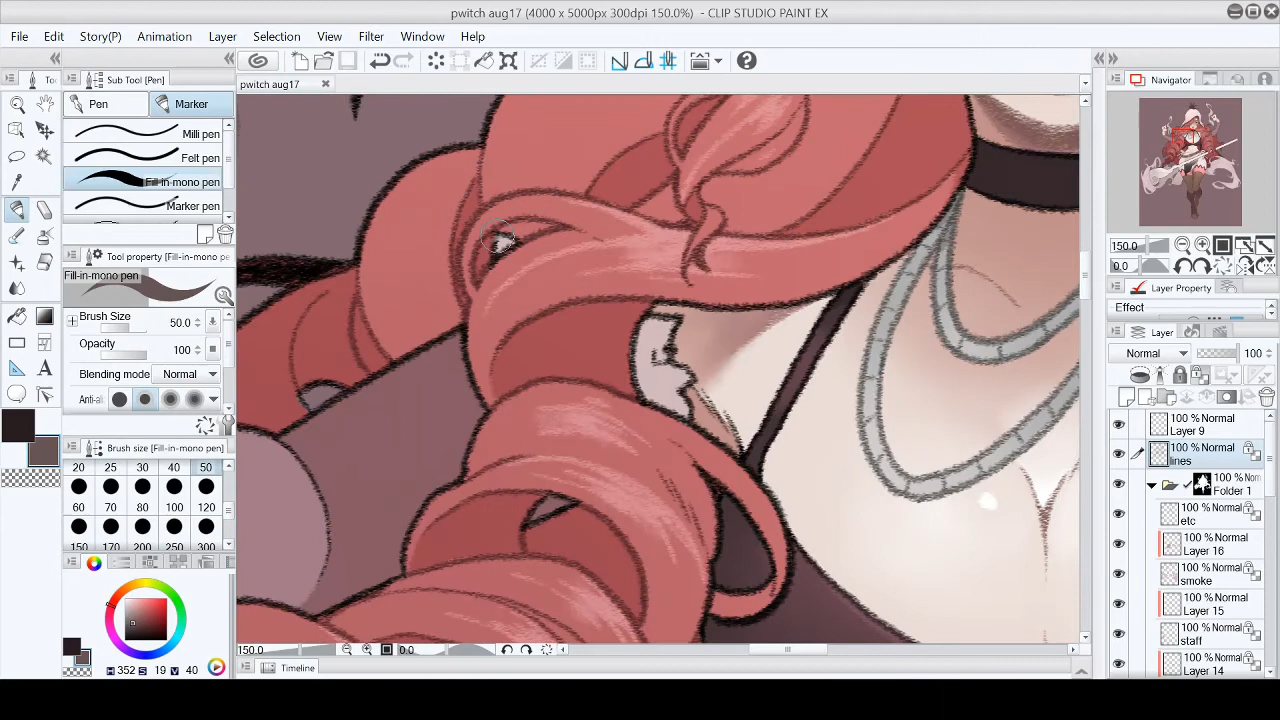 pwitch aug17 (4000 x 5000px 300dpi 150.0%)  - CLIP STUDIO PAINT EX
File Edit Story(P) Animation Layer Selection View Filter Window Help
Sub Tool [Pen]
Navigator
pwitch aug17
Pen Marker
Milli pen
Felt pen
Fill-in-mono pen
Marker pen
Tool property [Fill-in-mono pen]
Fill-in-mono pen
Brush Size 50.0
Opacity 100
Blending mode Normal
Brush size [Fill-in-mono pen]
20 25 30 40 50
60 70 80 100 120
150 170 200 250 300
H 352 S 19 V 40
150.0 0.0
Timeline
150.0
0.0
Layer Property
Effect
Layer
Normal 100
100 % Normal
Layer 9
100 % Normal
lines
Folder 1
100 % Normal
etc
100 % Normal
Layer 16
100 % Normal
smoke
100 % Normal
Layer 15
100 % Normal
staff
100 % Normal
Layer 14